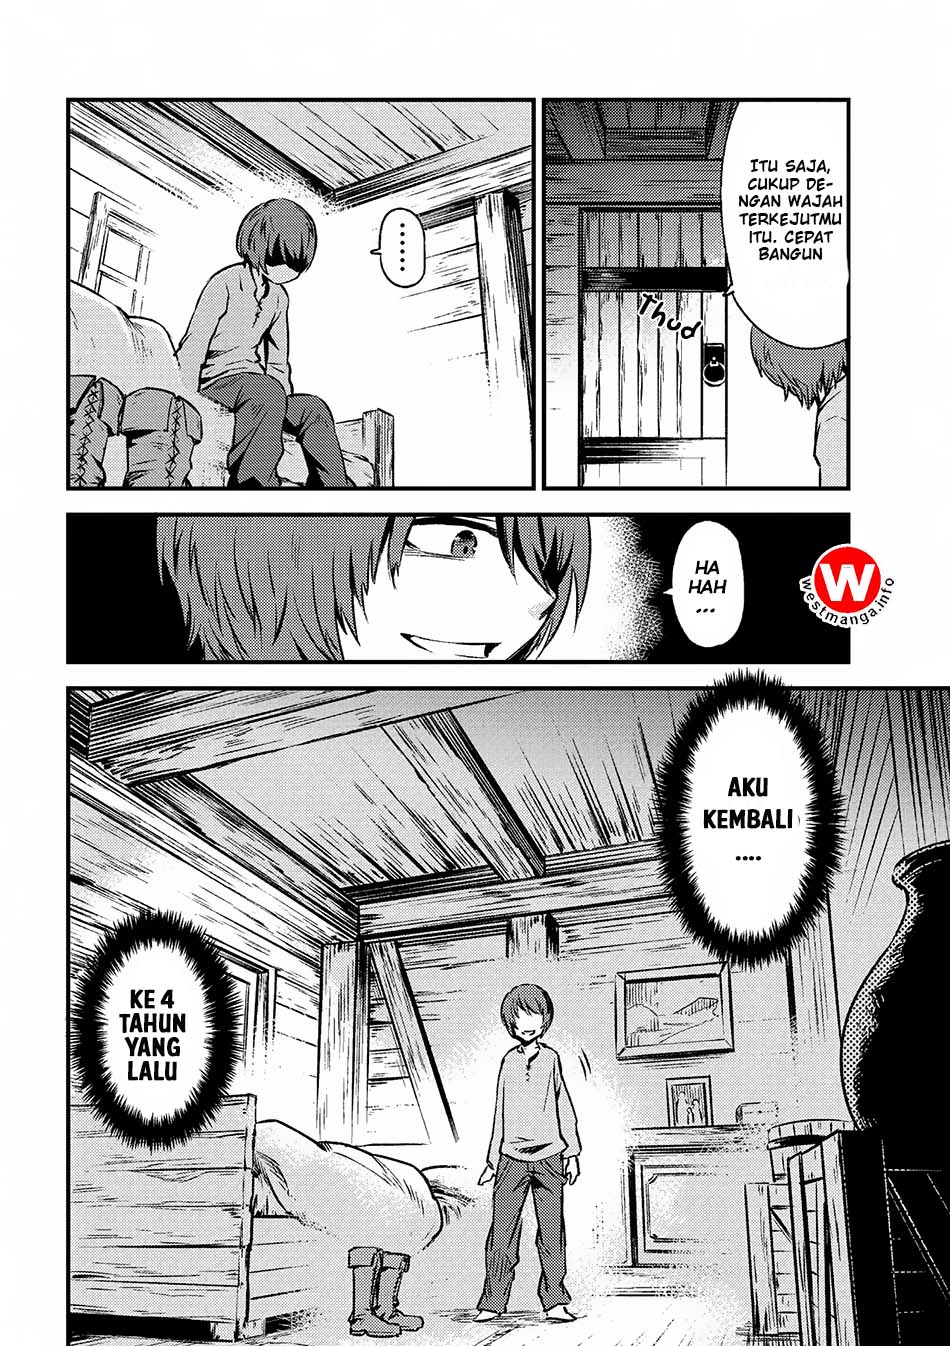 ITU SAJA,
CUKUP DE-
NGAN WAJAH
TERKEJUTMU
ITU. CEPAT
BANGUN
Thud
......
HA
HAH
...
W
westmanga.info
AKU
KEMBALI
....
KE 4
TAHUN
YANG
LALU